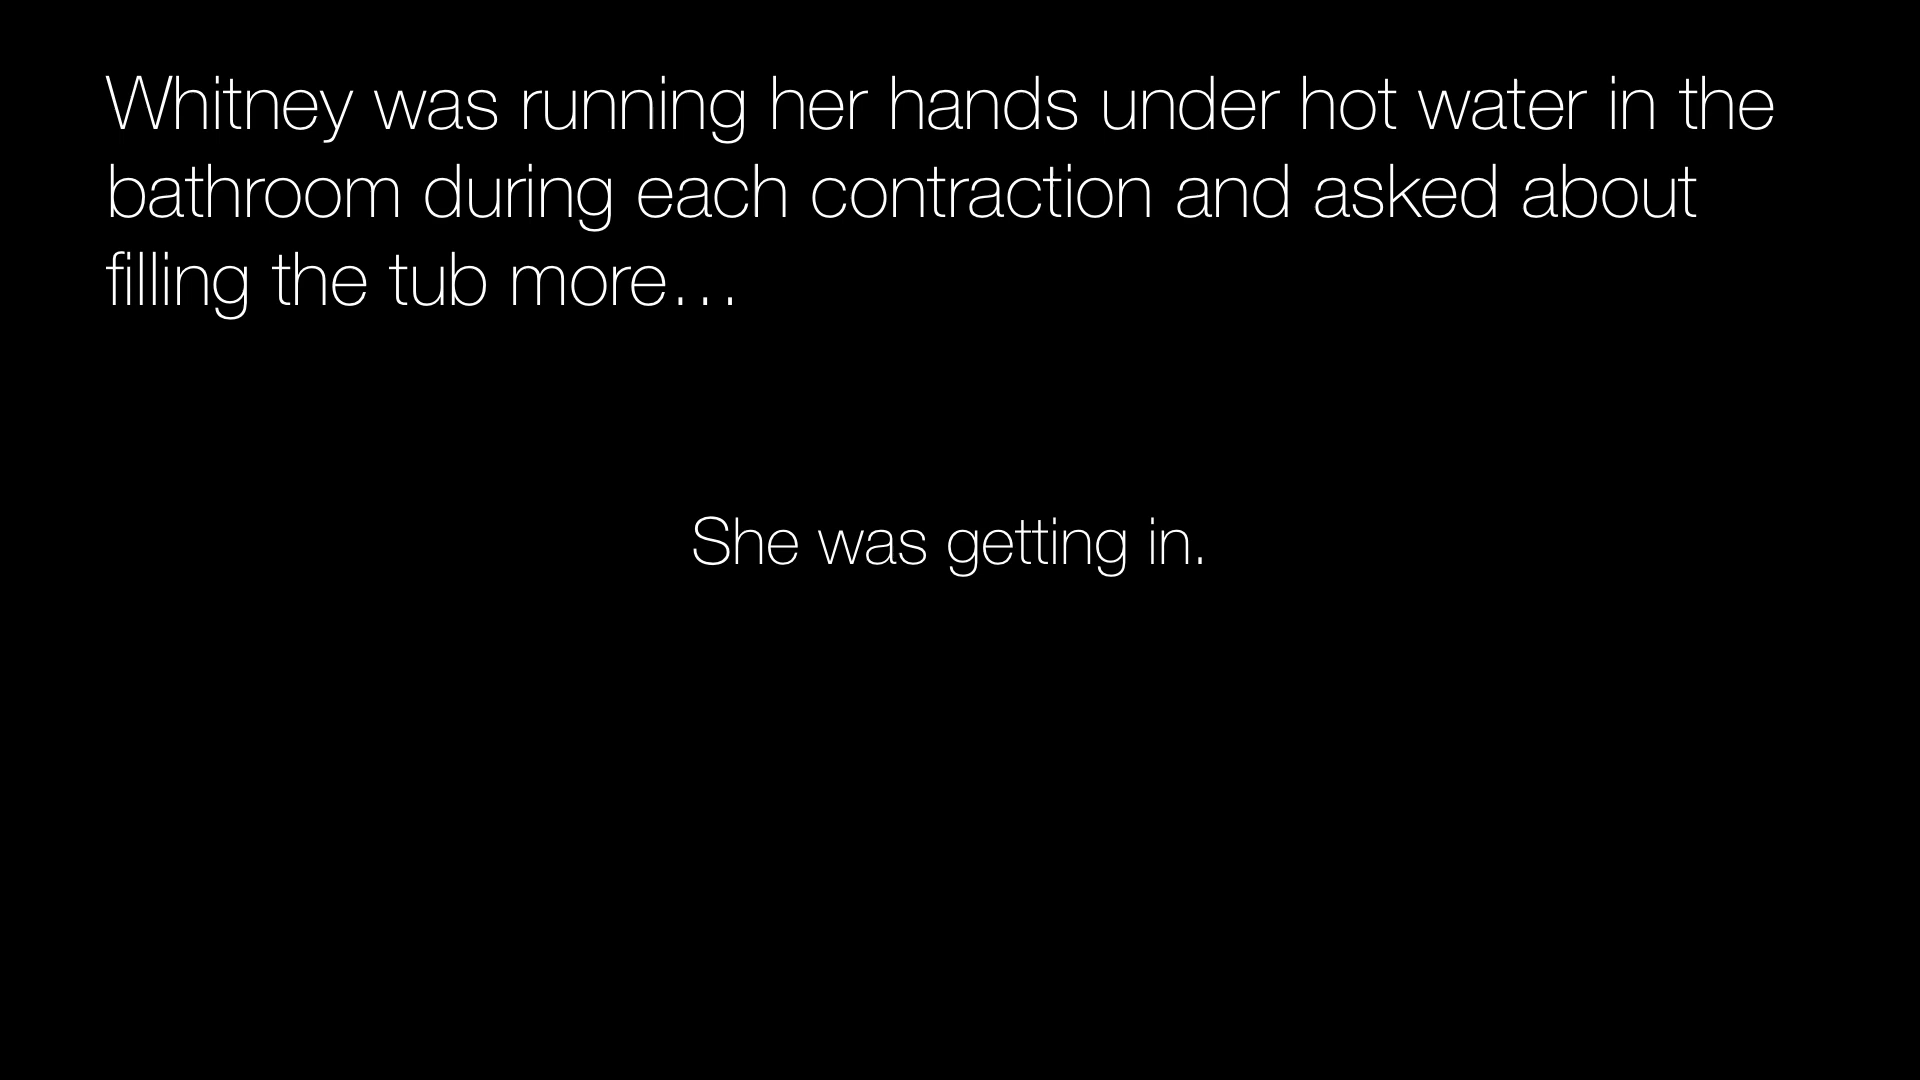 Whitney was running her hands under hot water in the
bathroom during each contraction and asked about
filling the tub more…
She was getting in.